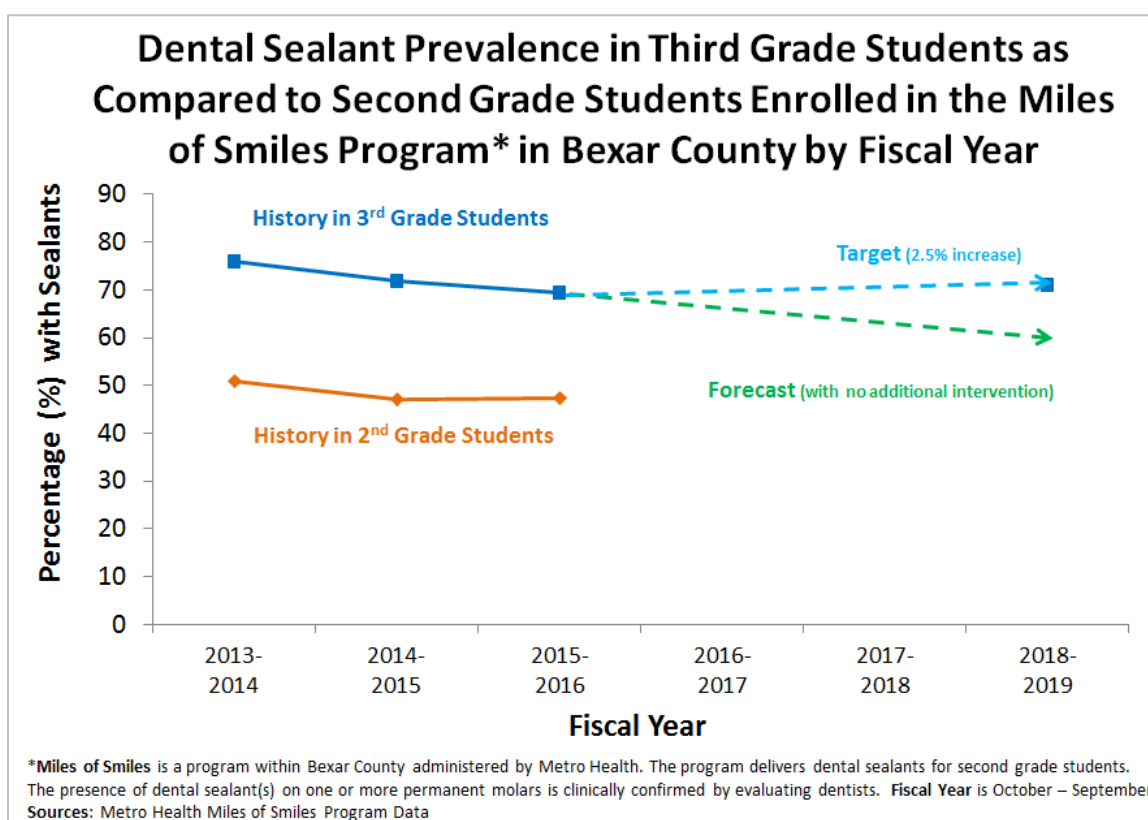 Dental Sealant Prevalence in Third Grade Students as
Compared to Second Grade Students Enrolled in the Miles
of Smiles Program* in Bexar County by Fiscal Year
Percentage (%) with Sealants
90
80
70
60
50
40
30
20
10
0
History in 3rd Grade Students
Target (2.5% increase)
Forecast (with no additional intervention)
History in 2nd Grade Students
2013-
2014
2014-
2015
2015-
2016
2016-
2017
2017-
2018
2018-
2019
Fiscal Year
*Miles of Smiles is a program within Bexar County administered by Metro Health. The program delivers dental sealants for second grade students.
The presence of dental sealant(s) on one or more permanent molars is clinically confirmed by evaluating dentists. Fiscal Year is October – September
Sources: Metro Health Miles of Smiles Program Data